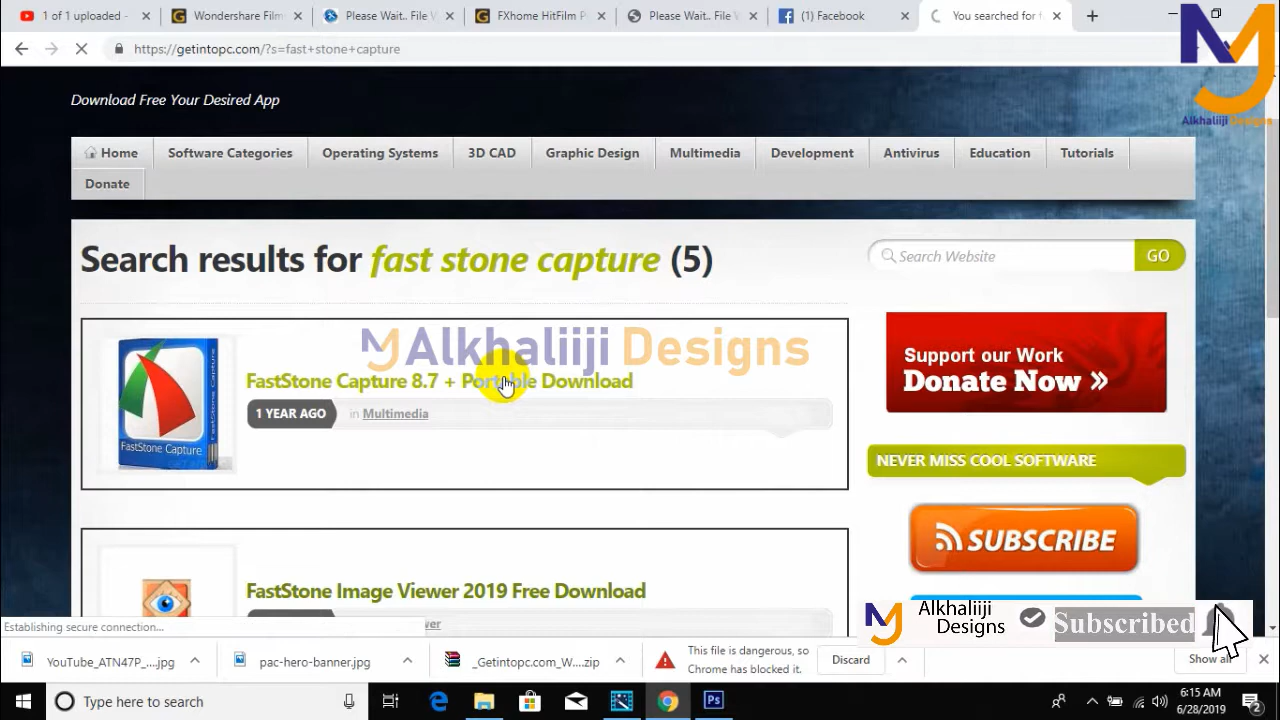 1 of 1 uploaded -
Wondershare Film
Please Wait.. File V
FXhome HitFilm P
Please Wait.. File V
(1) Facebook
You searched for f
https://getintopc.com/?s=fast+stone+capture
Alkhaliiji Designs
Download Free Your Desired App
Home
Software Categories
Operating Systems
3D CAD
Graphic Design
Multimedia
Development
Antivirus
Education
Tutorials
Donate
Search results for fast stone capture (5)
Search Website
GO
Alkhaliiji Designs
FastStone Capture
FastStone Capture 8.7 + Portable Download
1 YEAR AGO
in Multimedia
Support our Work
Donate Now »
NEVER MISS COOL SOFTWARE
SUBSCRIBE
FastStone Image Viewer 2019 Free Download
Establishing secure connection...
Alkhaliiji
Designs
Subscribed
YouTube_ATN47P_....jpg
pac-hero-banner.jpg
_Getintopc.com_W....zip
This file is dangerous, so
Chrome has blocked it.
Discard
Show all
Type here to search
6:15 AM
6/28/2019
2